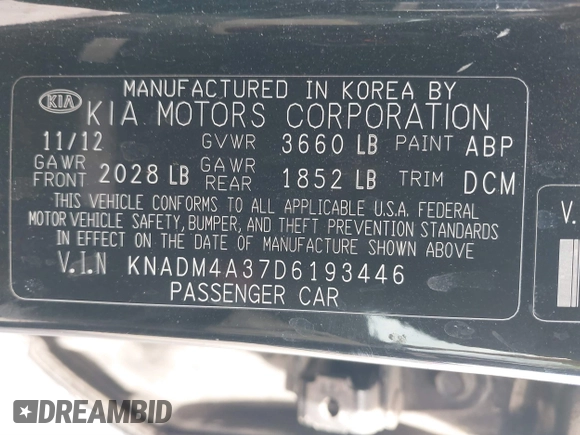 MANUFACTURED IN KOREA BY
KIA KIA MOTORS CORPORATION
11/12 GVWR 3660 LB PAINT ABP
GAWR FRONT 2028 LB GAWR REAR 1852 LB TRIM DCM
THIS VEHICLE CONFORMS TO ALL APPLICABLE U.S.A. FEDERAL
MOTOR VEHICLE SAFETY, BUMPER, AND THEFT PREVENTION STANDARDS
IN EFFECT ON THE DATE OF MANUFACTURE SHOWN ABOVE
V.I.N KNADM4A37D6193446
PASSENGER CAR
V.
DREAMBID